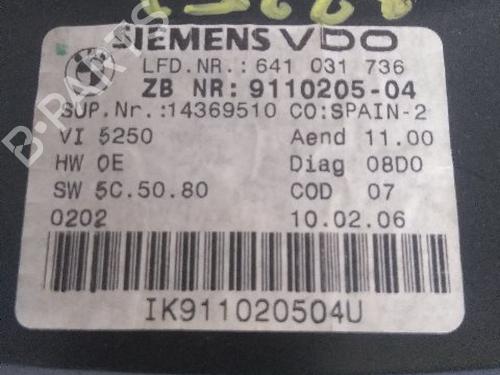 SIEMENS VDO
LFD.NR.: 641 031 736
ZB NR: 9110205-04
SUP.Nr.:14369510 CO:SPAIN-2
VI 5250 Aend 11.00
HW 0E Diag 08D0
SW 5C.50.80 COD 07
0202 10.02.06
IK911020504U
B-PARTS